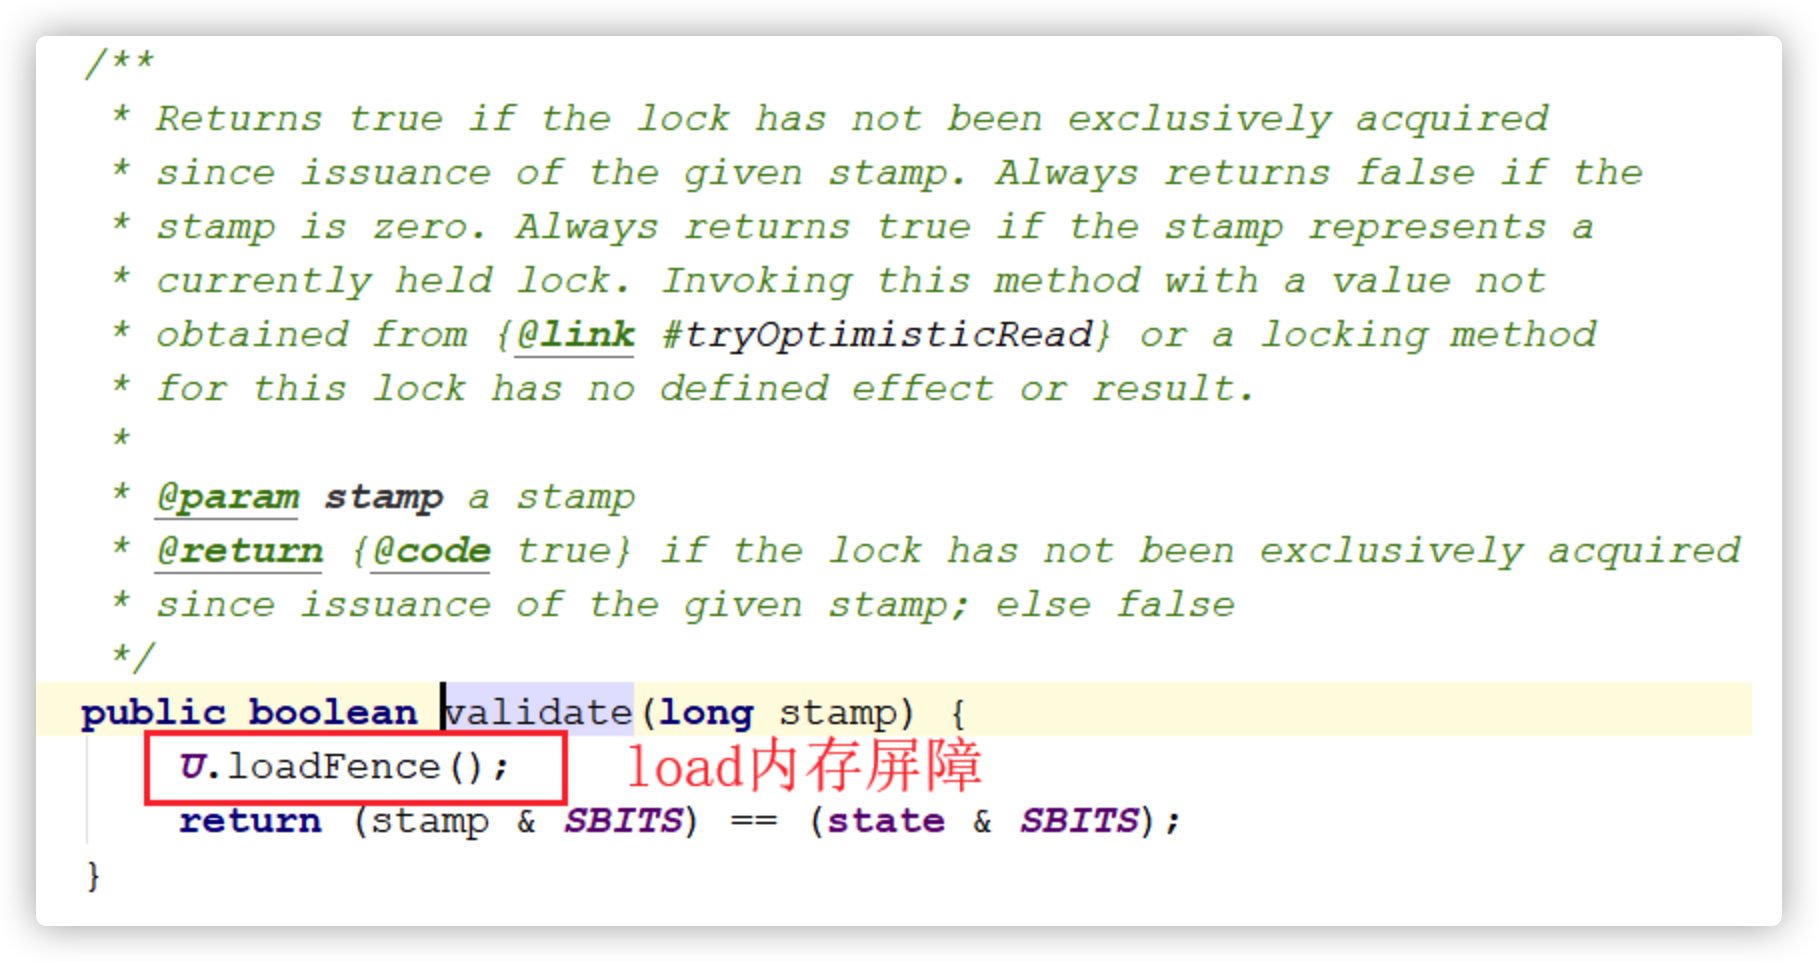 /**
* Returns true if the lock has not been exclusively acquired
* since issuance of the given stamp. Always returns false if the
* stamp is zero. Always returns true if the stamp represents a
* currently held lock. Invoking this method with a value not
* obtained from {@link #tryOptimisticRead} or a locking method
* for this lock has no defined effect or result.
*
* @param stamp a stamp
* @return {@code true} if the lock has not been exclusively acquired
* since issuance of the given stamp; else false
*/
public boolean validate(long stamp) {
U.loadFence(); load内存屏障
return (stamp & SBITS) == (state & SBITS);
}